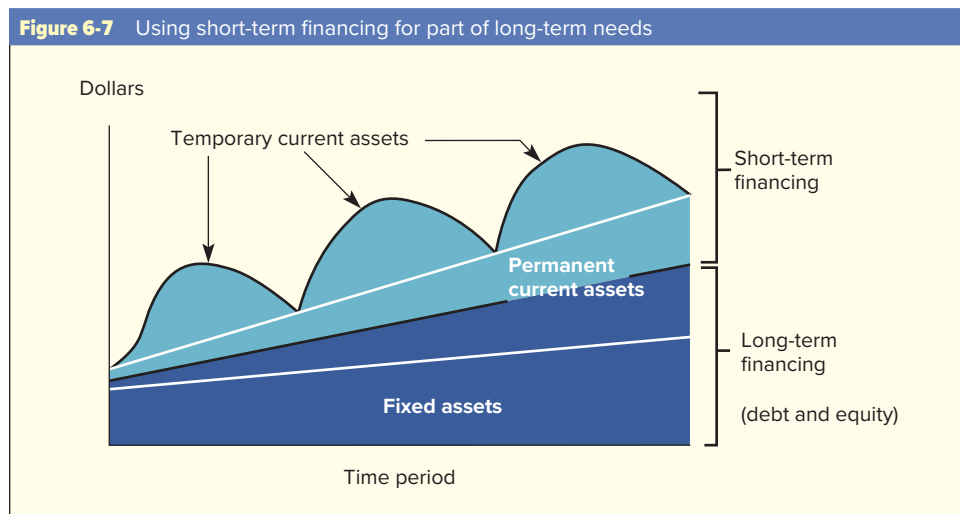 Figure 6-7 Using short-term financing for part of long-term needs
Dollars
Temporary current assets
Short-term
financing
Permanent
current assets
Long-term
financing
(debt and equity)
Fixed assets
Time period